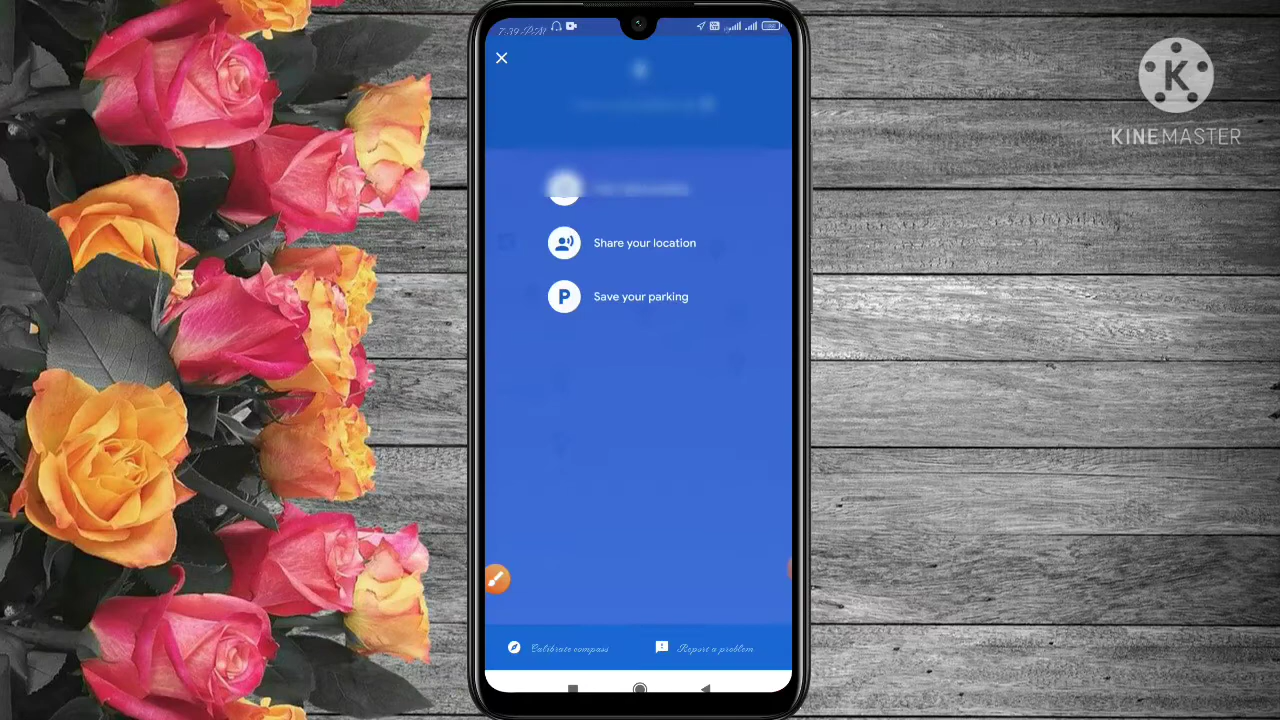 7:39 PM
KINEMASTER
Share your location
P Save your parking
Calibrate compass Report a problem